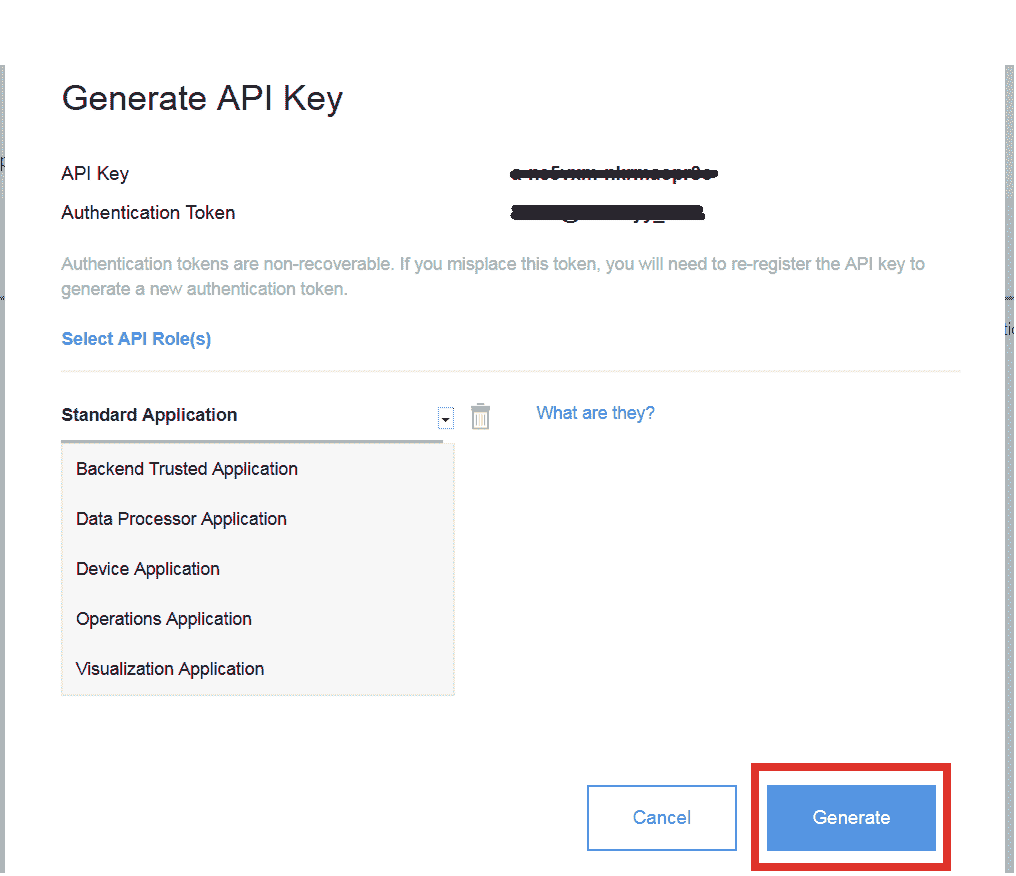 Generate API Key
API Key
Authentication Token
Authentication tokens are non-recoverable. If you misplace this token, you will need to re-register the API key to
generate a new authentication token.
Select API Role(s)
Standard Application
What are they?
Backend Trusted Application
Data Processor Application
Device Application
Operations Application
Visualization Application
Cancel
Generate